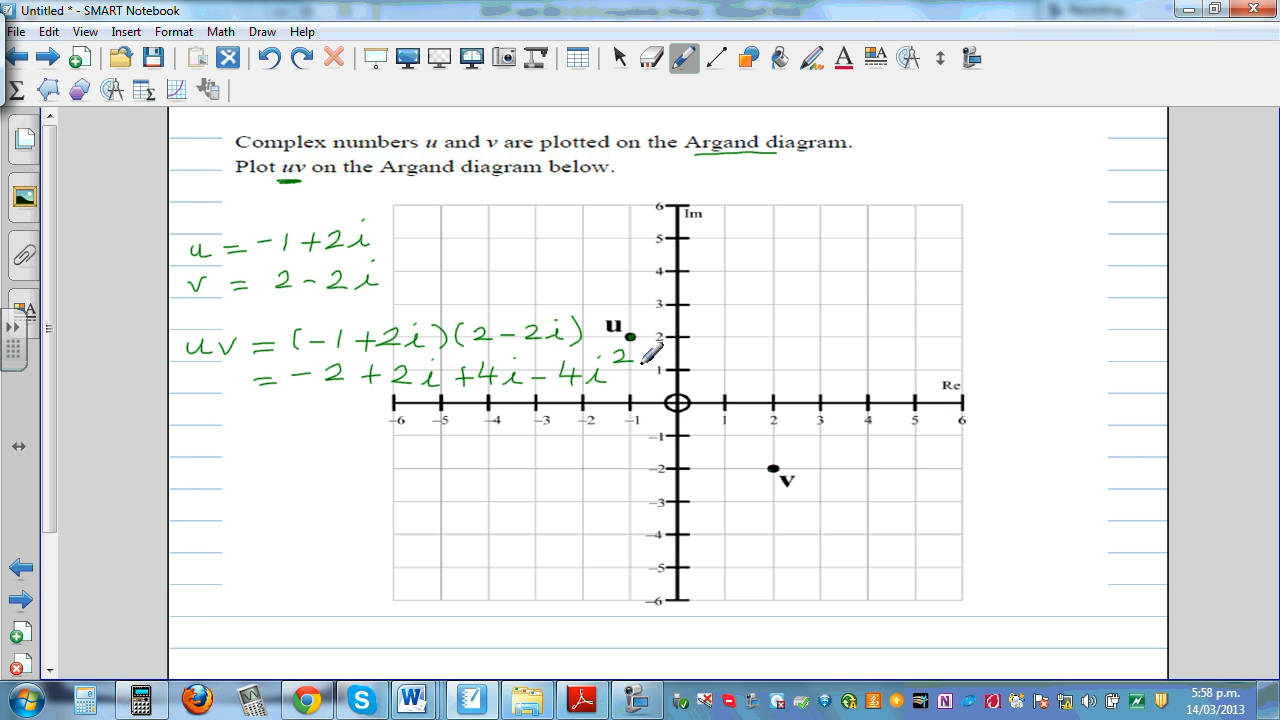 Untitled * - SMART Notebook
File Edit View Insert Format Math Draw Help
Complex numbers u and v are plotted on the Argand diagram.
Plot uv on the Argand diagram below.
u = -1 + 2i
v = 2 - 2i
uv = (-1 + 2i)(2 - 2i)
= -2 + 2i + 4i - 4i²
Im
6
5
4
3
2
1
u
Re
-6 -5 -4 -3 -2 -1 1 2 3 4 5 6
-1
-2
-3
-4
-5
-6
v
5:58 p.m.
14/03/2013